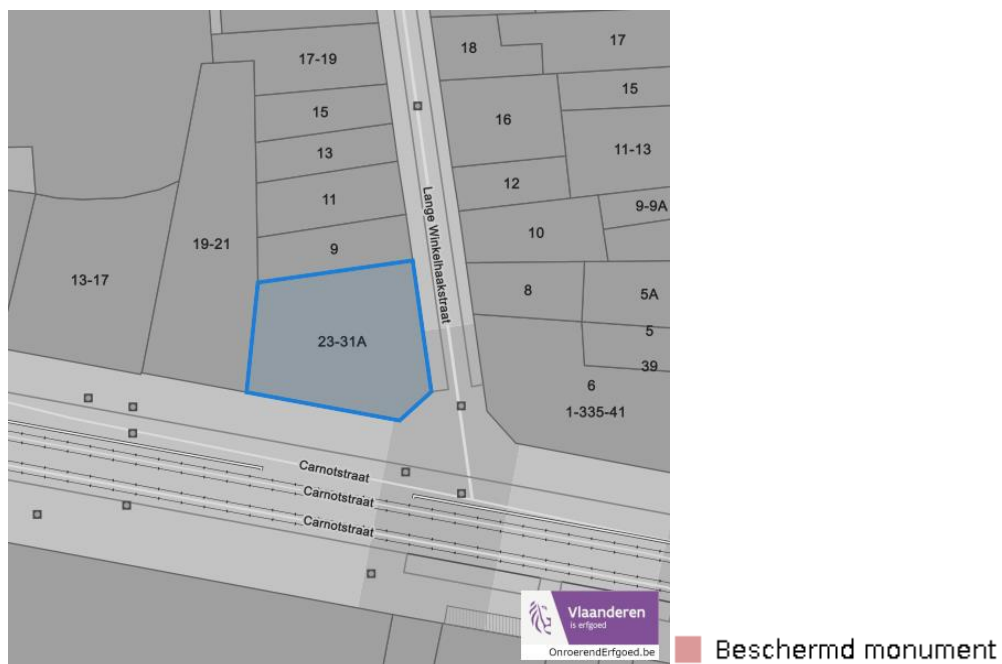 17-19
18
17
15
15
16
13
11-13
12
11
9-9A
10
19-21
9
Lange Winkelhaakstraat
13-17
8
5A
23-31A
5
39
6
1-335-41
Carnotstraat
Carnotstraat
Carnotstraat
Vlaanderen
is erfgoed
OnroerendErfgoed.be
Beschermd monument